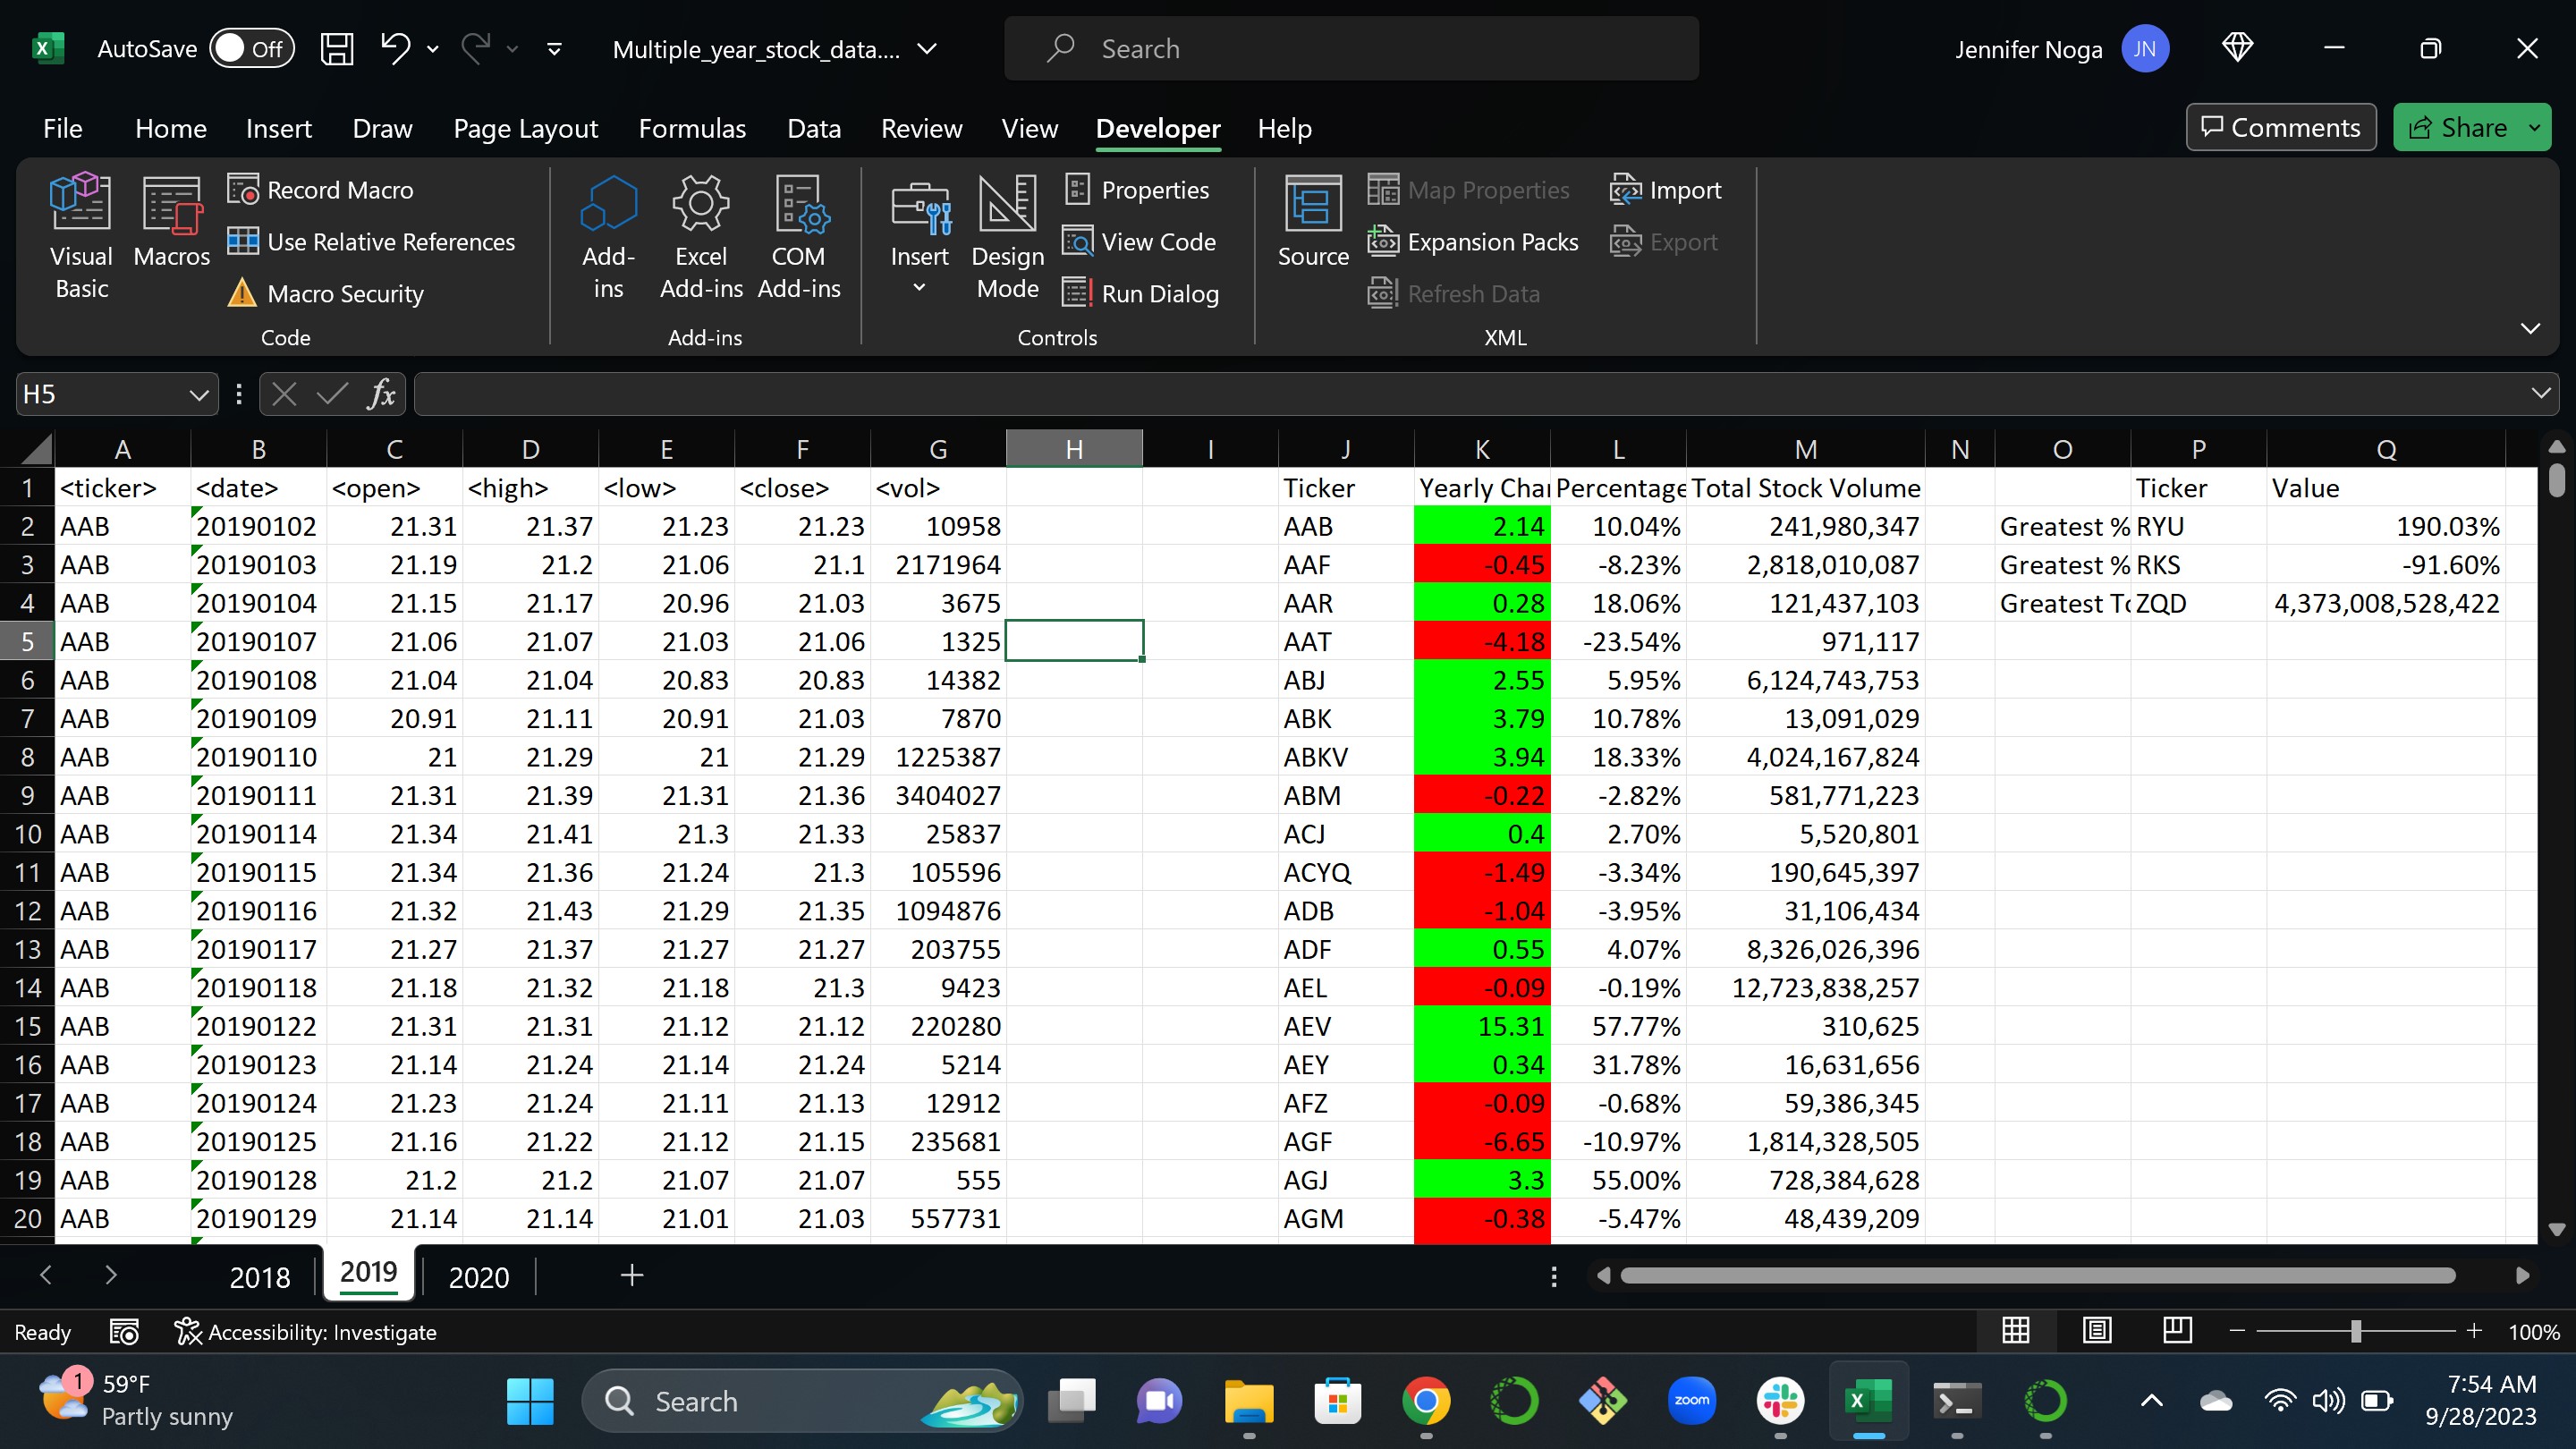 AutoSave Off Multiple_year_stock_data.... Search Jennifer Noga JN
File Home Insert Draw Page Layout Formulas Data Review View Developer Help Comments Share
Visual Basic Macros Record Macro Use Relative References Macro Security Code
Add-ins Excel Add-ins COM Add-ins Add-ins
Insert Design Mode Properties View Code Run Dialog Controls
Source Map Properties Expansion Packs Refresh Data Import Export XML
H5 fx
A B C D E F G H I J K L M N O P Q
1 <ticker> <date> <open> <high> <low> <close> <vol> Ticker Yearly Cha Percentage Total Stock Volume Ticker Value
2 AAB 20190102 21.31 21.37 21.23 21.23 10958 AAB 2.14 10.04% 241,980,347 Greatest % RYU 190.03%
3 AAB 20190103 21.19 21.2 21.06 21.1 2171964 AAF -0.45 -8.23% 2,818,010,087 Greatest % RKS -91.60%
4 AAB 20190104 21.15 21.17 20.96 21.03 3675 AAR 0.28 18.06% 121,437,103 Greatest To ZQD 4,373,008,528,422
5 AAB 20190107 21.06 21.07 21.03 21.06 1325 AAT -4.18 -23.54% 971,117
6 AAB 20190108 21.04 21.04 20.83 20.83 14382 ABJ 2.55 5.95% 6,124,743,753
7 AAB 20190109 20.91 21.11 20.91 21.03 7870 ABK 3.79 10.78% 13,091,029
8 AAB 20190110 21 21.29 21 21.29 1225387 ABKV 3.94 18.33% 4,024,167,824
9 AAB 20190111 21.31 21.39 21.31 21.36 3404027 ABM -0.22 -2.82% 581,771,223
10 AAB 20190114 21.34 21.41 21.3 21.33 25837 ACJ 0.4 2.70% 5,520,801
11 AAB 20190115 21.34 21.36 21.24 21.3 105596 ACYQ -1.49 -3.34% 190,645,397
12 AAB 20190116 21.32 21.43 21.29 21.35 1094876 ADB -1.04 -3.95% 31,106,434
13 AAB 20190117 21.27 21.37 21.27 21.27 203755 ADF 0.55 4.07% 8,326,026,396
14 AAB 20190118 21.18 21.32 21.18 21.3 9423 AEL -0.09 -0.19% 12,723,838,257
15 AAB 20190122 21.31 21.31 21.12 21.12 220280 AEV 15.31 57.77% 310,625
16 AAB 20190123 21.14 21.24 21.14 21.24 5214 AEY 0.34 31.78% 16,631,656
17 AAB 20190124 21.23 21.24 21.11 21.13 12912 AFZ -0.09 -0.68% 59,386,345
18 AAB 20190125 21.16 21.22 21.12 21.15 235681 AGF -6.65 -10.97% 1,814,328,505
19 AAB 20190128 21.2 21.2 21.07 21.07 555 AGJ 3.3 55.00% 728,384,628
20 AAB 20190129 21.14 21.14 21.01 21.03 557731 AGM -0.38 -5.47% 48,439,209
2018 2019 2020
Ready Accessibility: Investigate 100%
1 59°F Partly sunny Search zoom 7:54 AM
9/28/2023